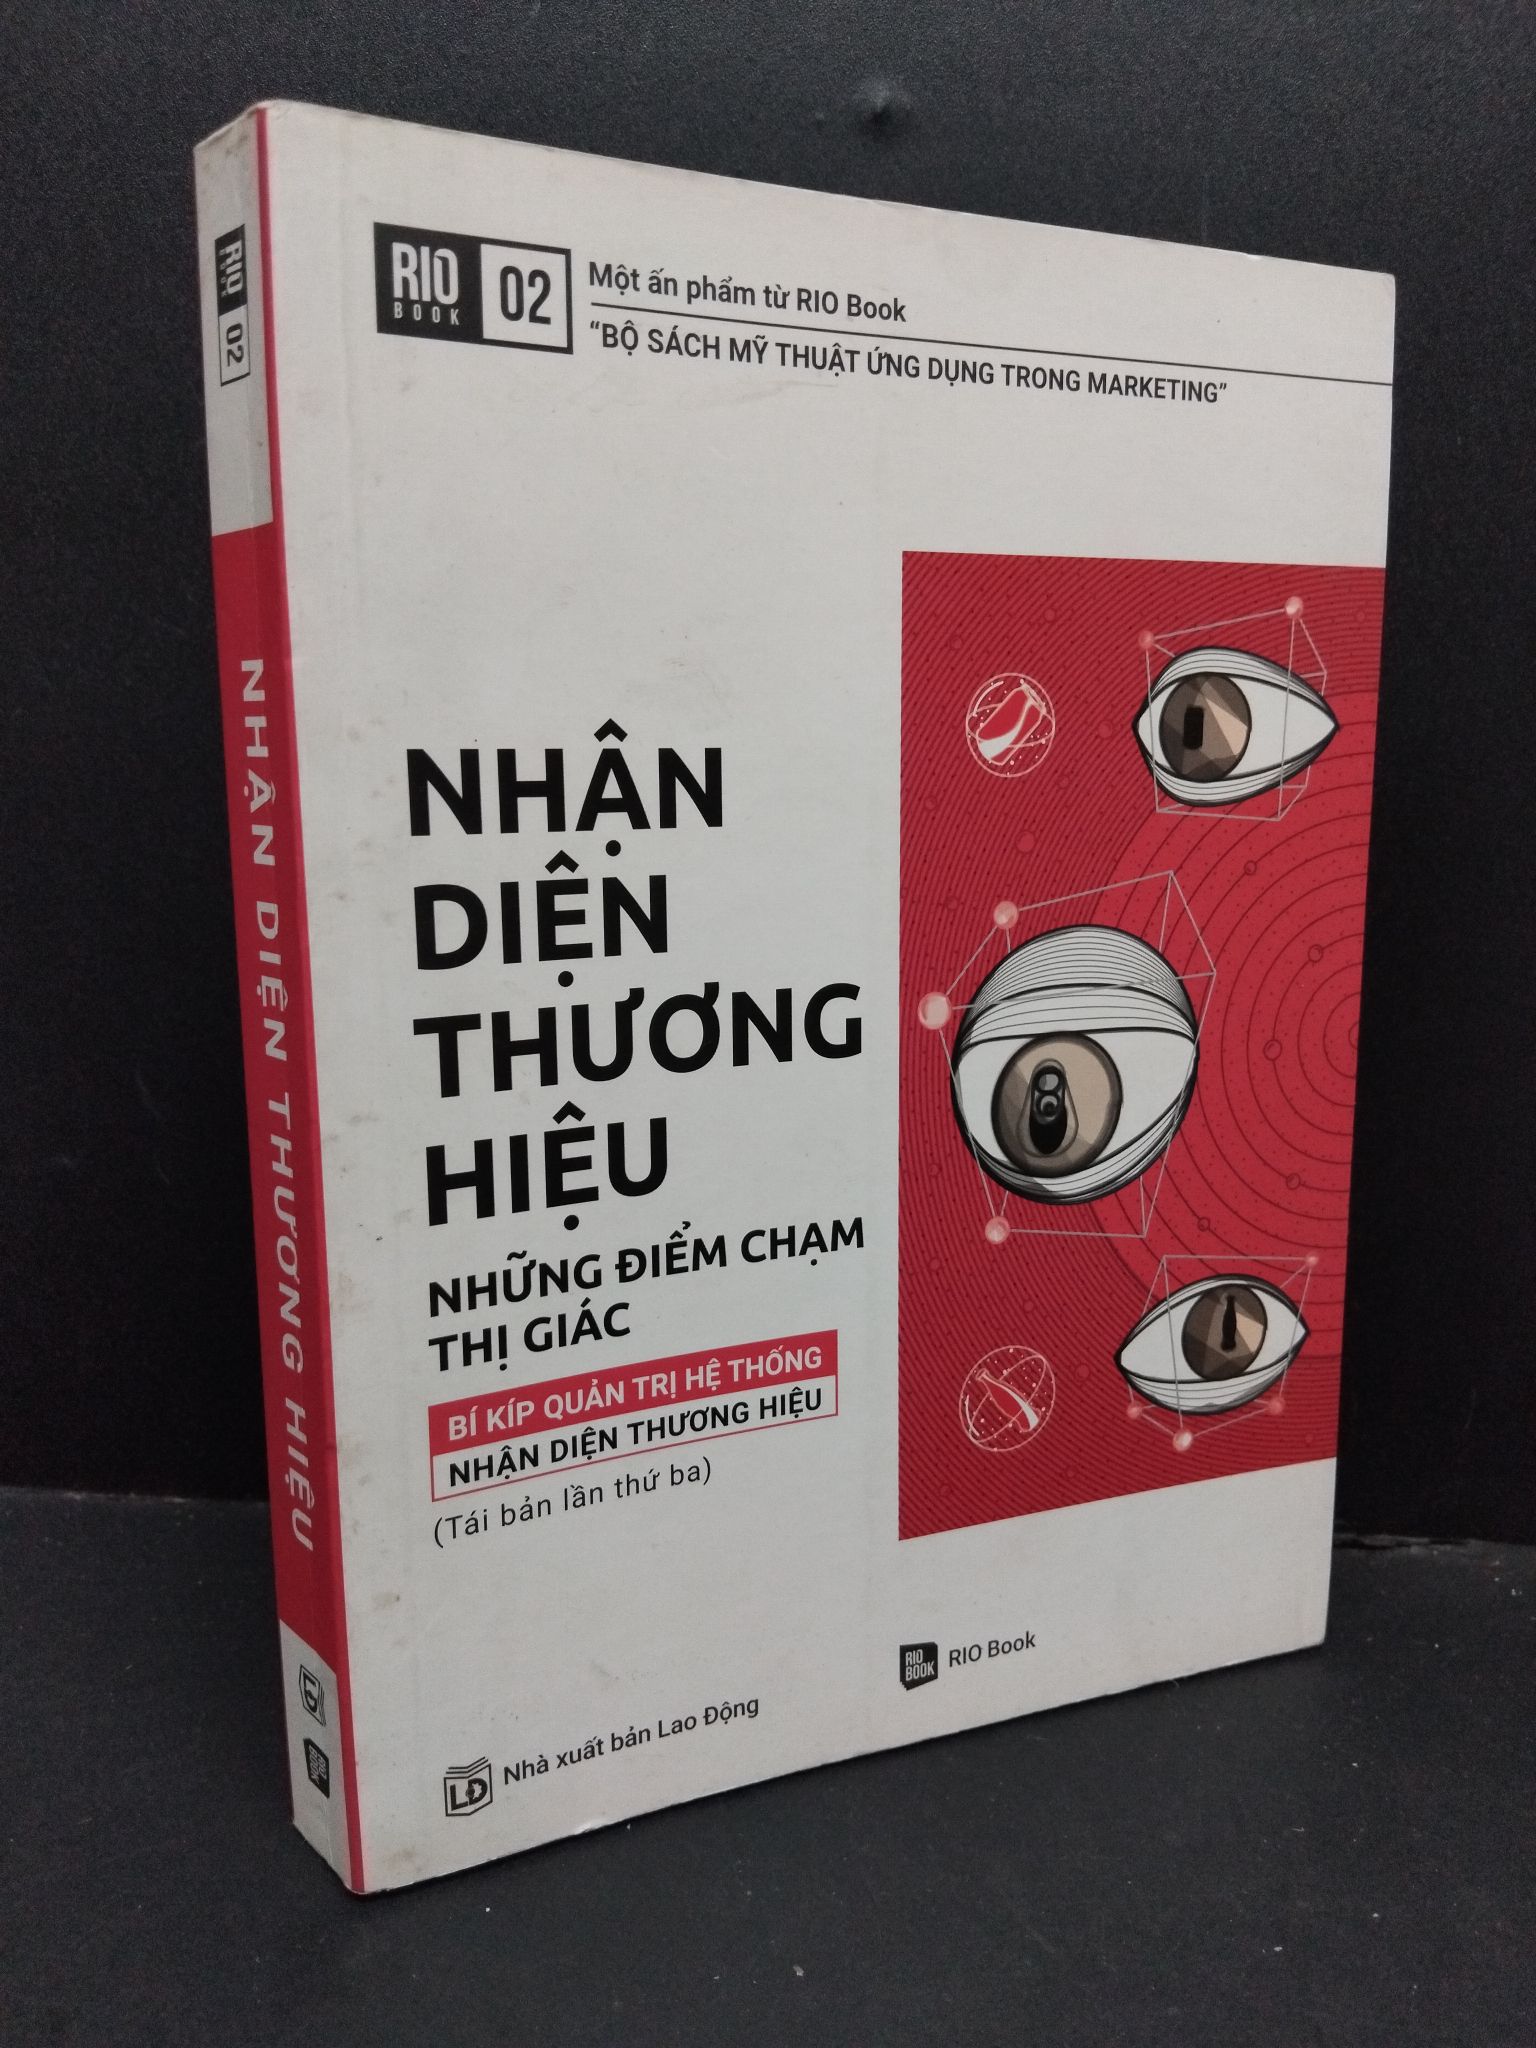 RIO
BOOK
02
Một ấn phẩm từ RIO Book
“BỘ SÁCH MỸ THUẬT ỨNG DỤNG TRONG MARKETING”
NHẬN
DIỆN
THƯƠNG
HIỆU
NHỮNG ĐIỂM CHẠM
THỊ GIÁC
BÍ KÍP QUẢN TRỊ HỆ THỐNG
NHẬN DIỆN THƯƠNG HIỆU
(Tái bản lần thứ ba)
LĐ
Nhà xuất bản Lao Động
RIO
BOOK
RIO Book
RIO
BOOK
02
NHẬN DIỆN THƯƠNG HIỆU
LĐ
RIO
BOOK